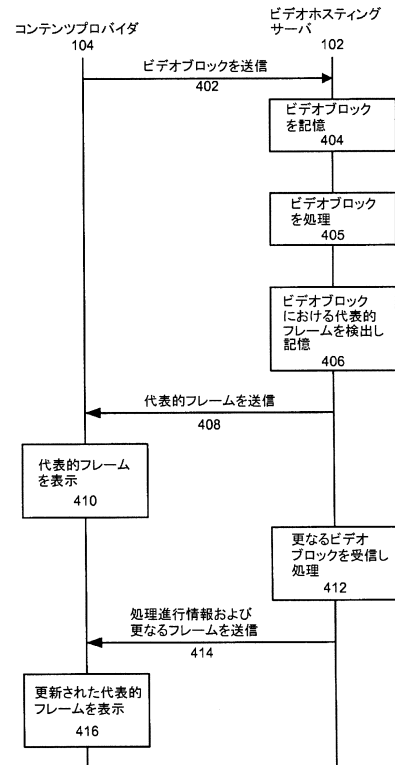 コンテンツプロバイダ
104
ビデオホスティング
サーバ
102
ビデオブロックを送信
402
ビデオブロック
を記憶
404
ビデオブロック
を処理
405
ビデオブロック
における代表的
フレームを検出し
記憶
406
代表的フレームを送信
408
代表的フレーム
を表示
410
更なるビデオ
ブロックを受信し
処理
412
処理進行情報および
更なるフレームを送信
414
更新された代表的
フレームを表示
416